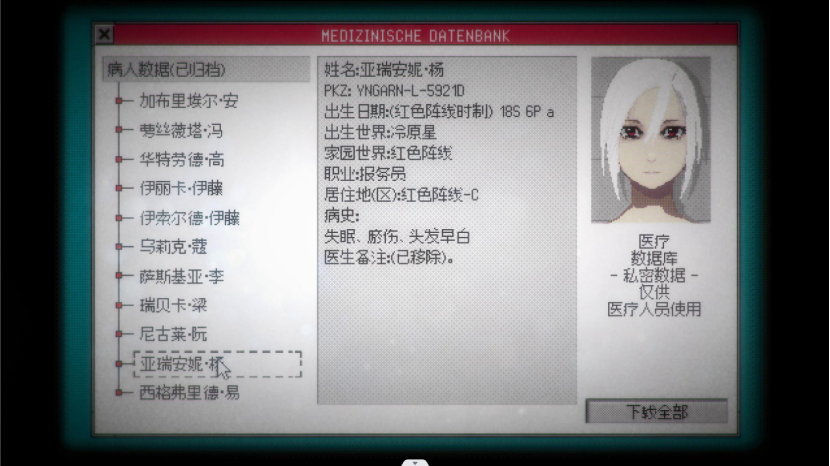 MEDIZINISCHE DATENBANK
病人数据(已归档)
加布里埃尔·安
蕾丝薇塔·冯
华特劳德·高
伊丽卡·伊藤
伊索尔德·伊藤
乌莉克·蔻
萨斯基亚·李
瑞贝卡·梁
尼古莱·阮
亚瑞安妮·杨
西格弗里德·易
姓名:亚瑞安妮·杨
PKZ: YNGARN-L-5921D
出生日期:(红色阵线时制) 18S 6P a
出生世界:冷原星
家园世界:红色阵线
职业:报务员
居住地(区):红色阵线-C
病史:
失眠、瘀伤、头发早白
医生备注:(已移除)。
医疗
数据库
- 私密数据 -
仅供
医疗人员使用
下载全部